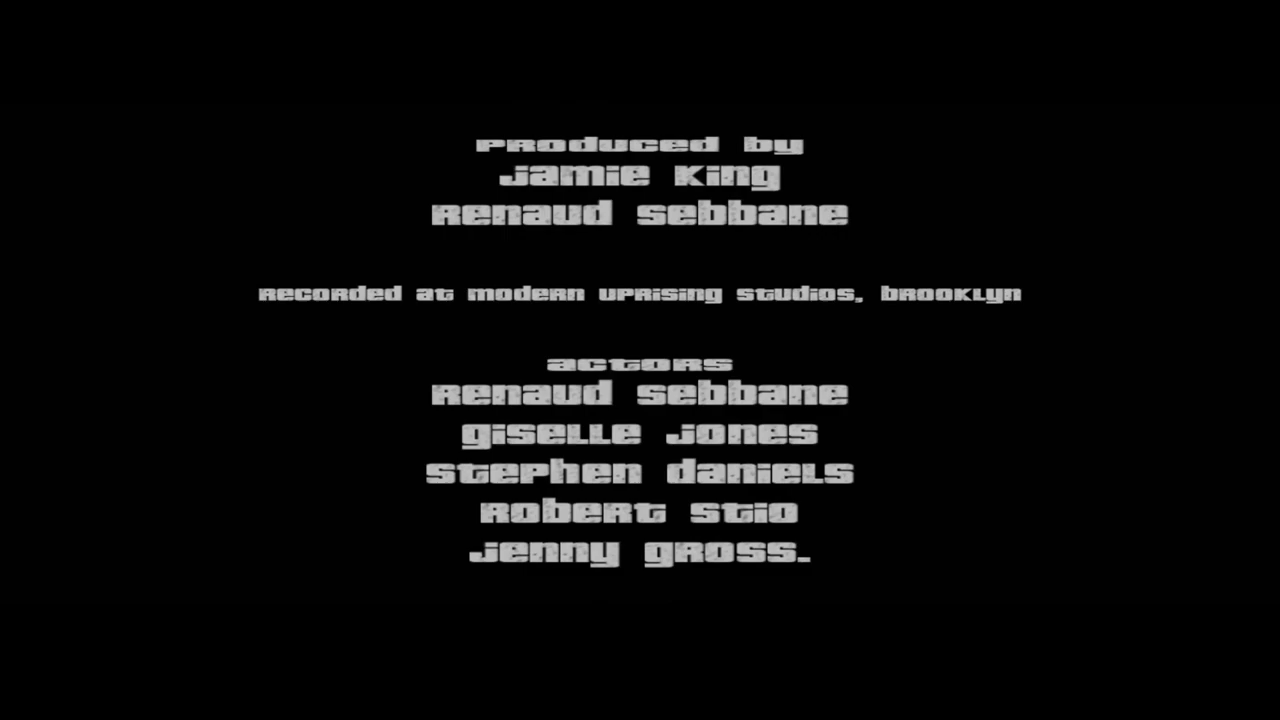 Produced by
Jamie King
Renaud Sebbane
Recorded at Modern Uprising Studios, Brooklyn
Actors
Renaud Sebbane
Giselle Jones
Stephen Daniels
Robert Stio
Jenny Gross.